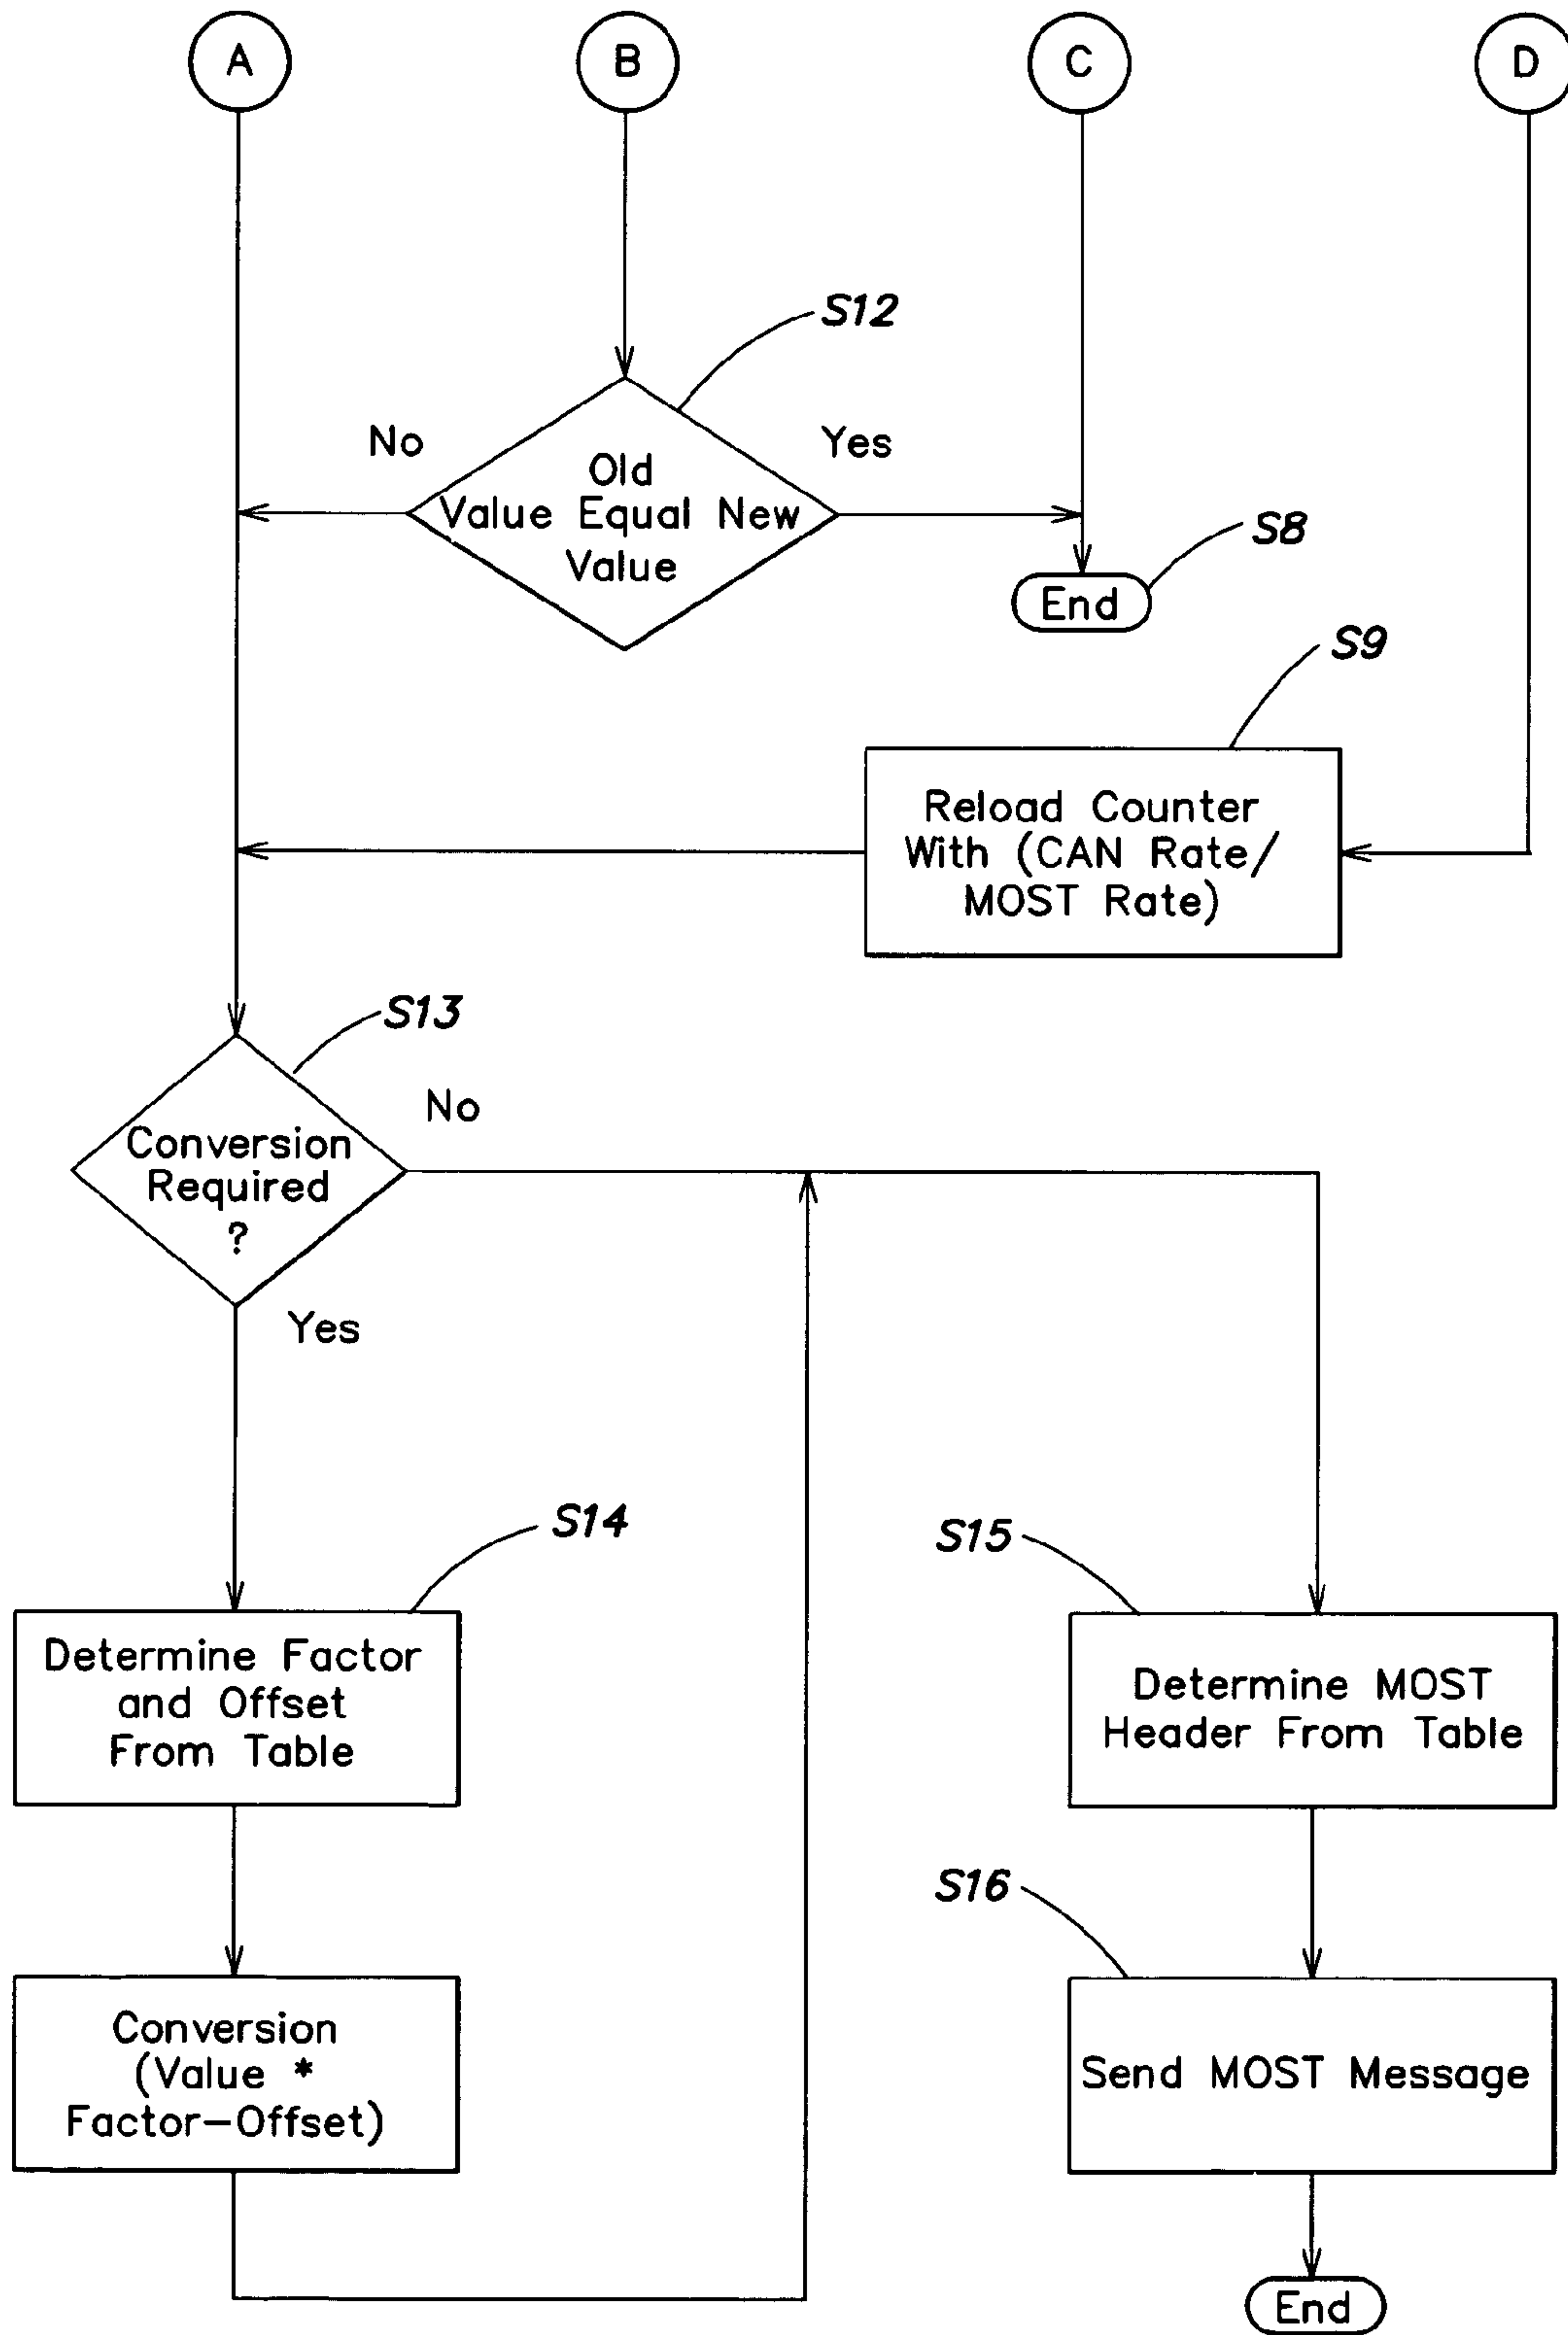 A
B
C
D
S12
No
Yes
Old
Value Equal New
Value
S8
End
S9
Reload Counter
With (CAN Rate/
MOST Rate)
S13
No
Conversion
Required
?
Yes
S14
Determine Factor
and Offset
From Table
S15
Determine MOST
Header From Table
Conversion
(Value *
Factor-Offset)
S16
Send MOST Message
End